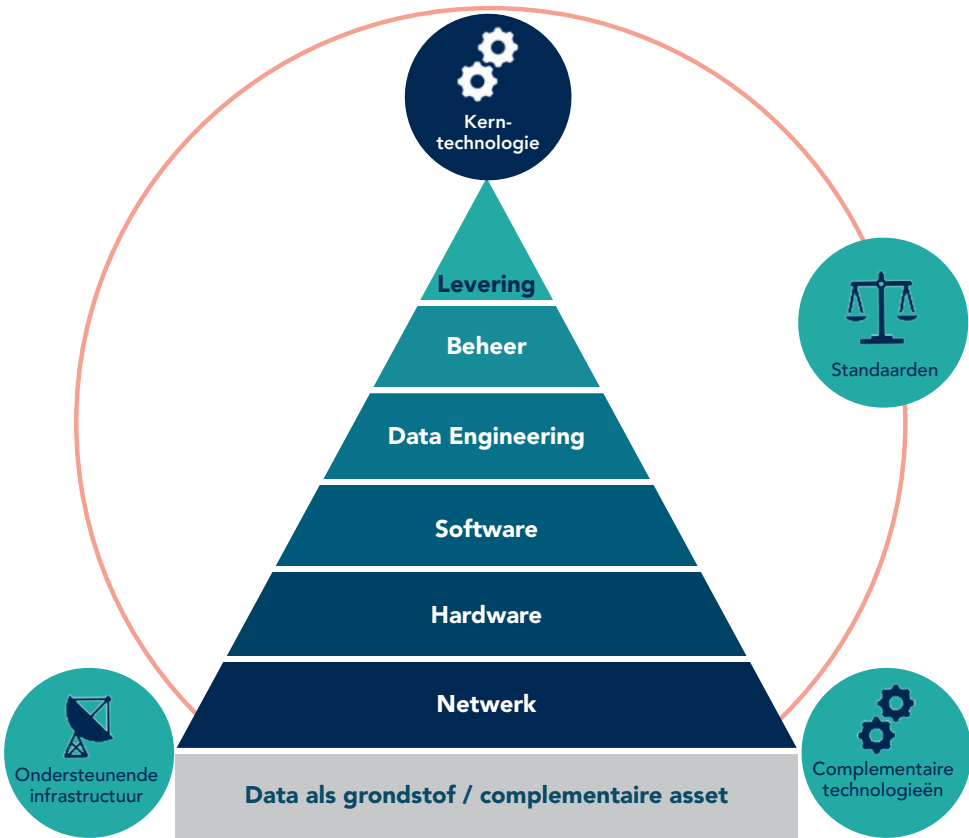 Kern-
technologie
Levering
Beheer
Standaarden
Data Engineering
Software
Hardware
Netwerk
Ondersteunende
infrastructuur
Complementaire
technologieën
Data als grondstof / complementaire asset